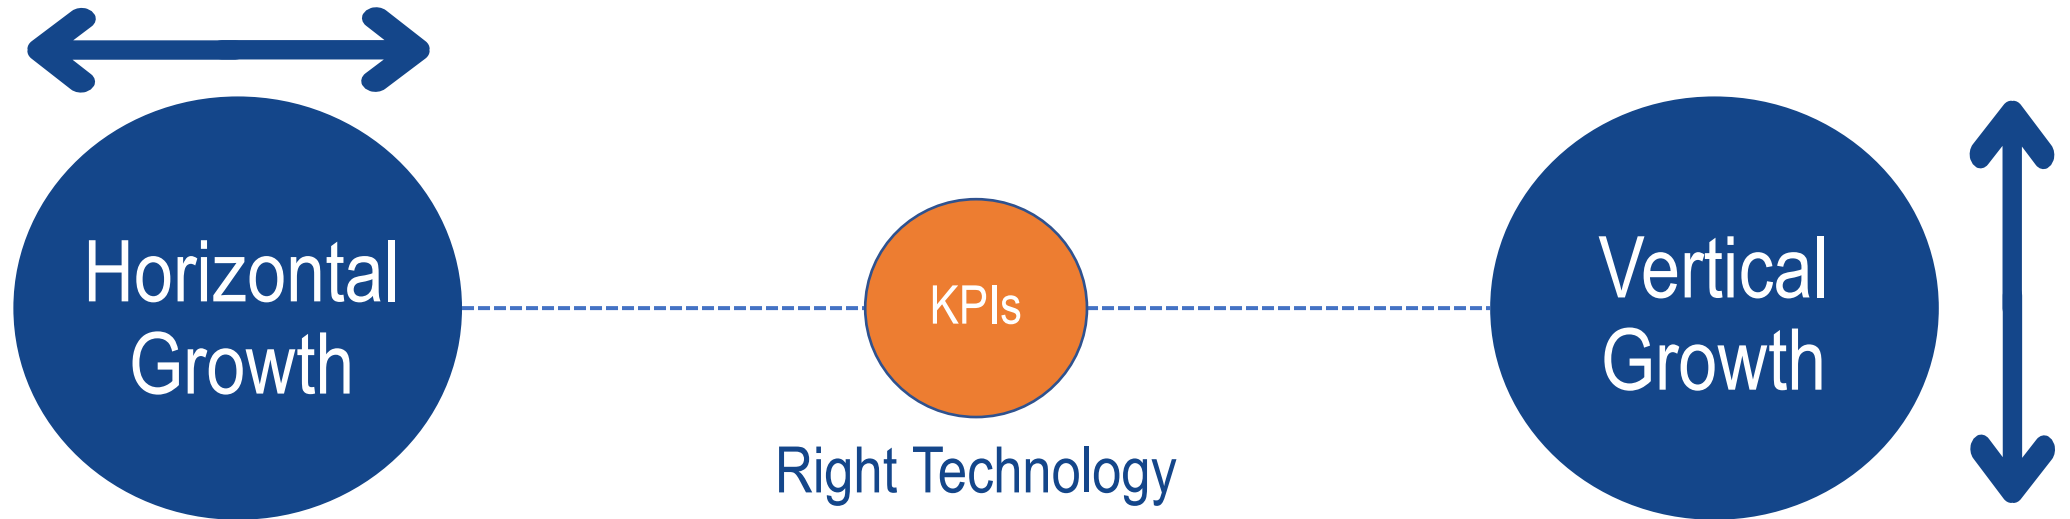 Horizontal
Growth
KPIs
Right Technology
Vertical
Growth